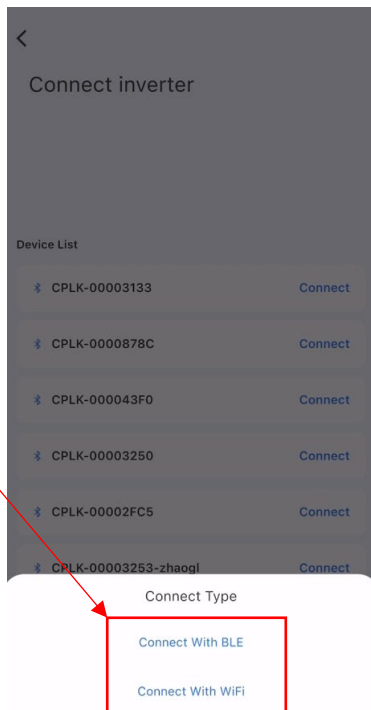 Connect inverter
Device List
CPLK-00003133 Connect
CPLK-0000878C Connect
CPLK-000043F0 Connect
CPLK-00003250 Connect
CPLK-00002FC5 Connect
CPLK-00003253-zhaogl Connect
Connect Type
Connect With BLE
Connect With WiFi